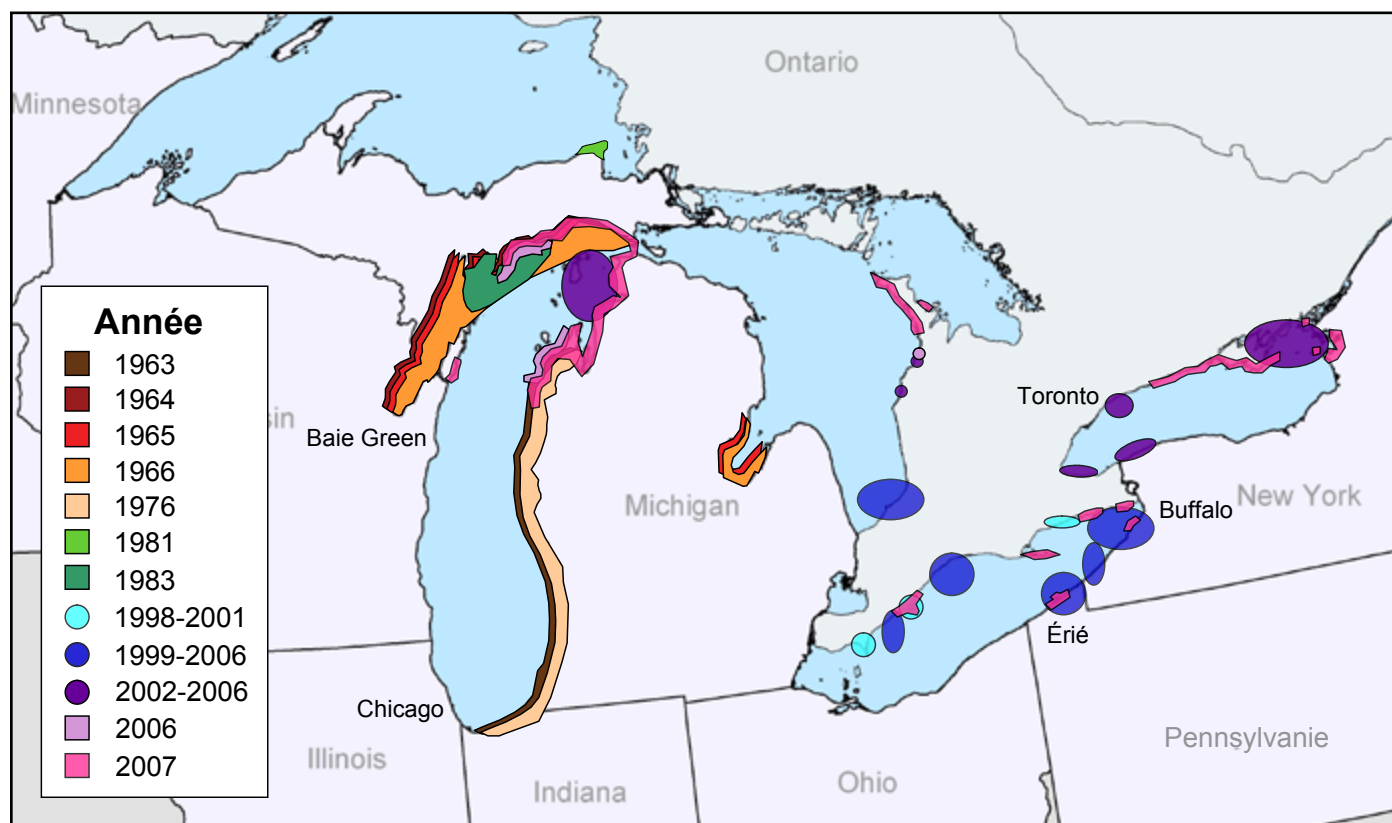 Ontario
Minnesota
Année
1963
1964
1965
1966
1976
1981
1983
1998-2001
1999-2006
2002-2006
2006
2007
sin
Baie Green
Toronto
Michigan
New York
Buffalo
Érié
Chicago
Illinois
Indiana
Ohio
Pennsylvanie